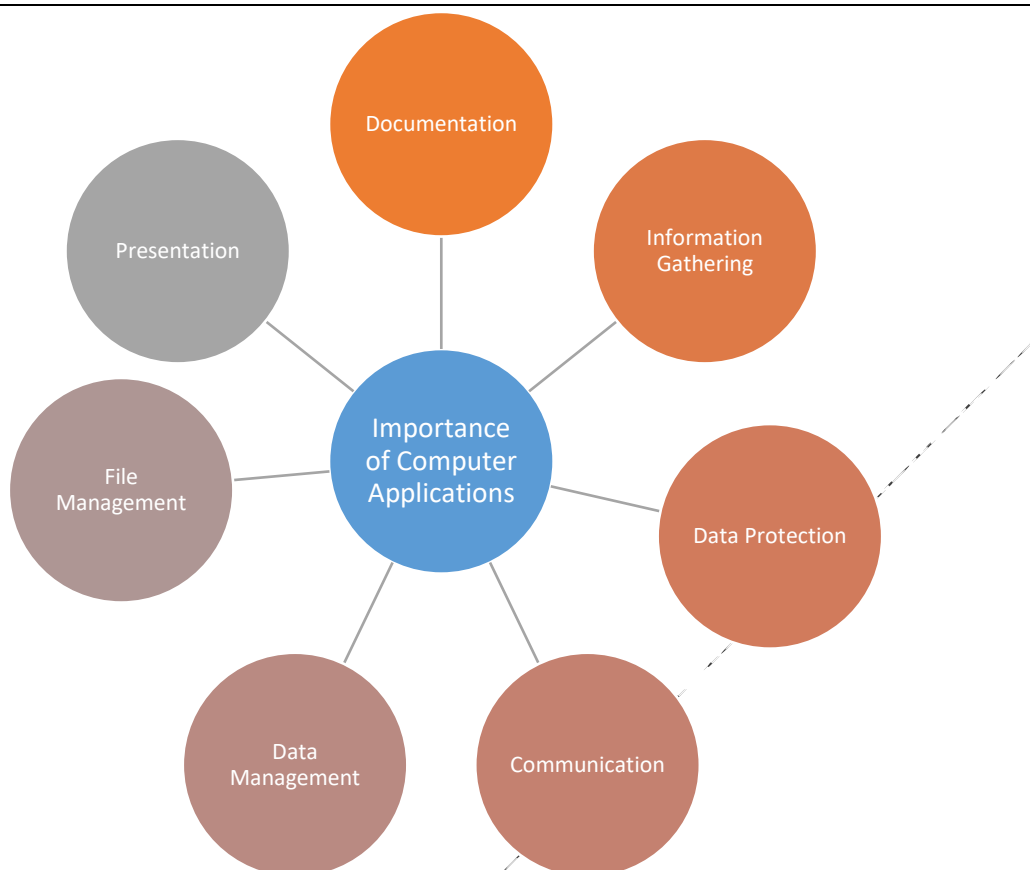 Documentation
Information
Gathering
Presentation
Importance
of Computer
Applications
File
Management
Data Protection
Data
Management
Communication